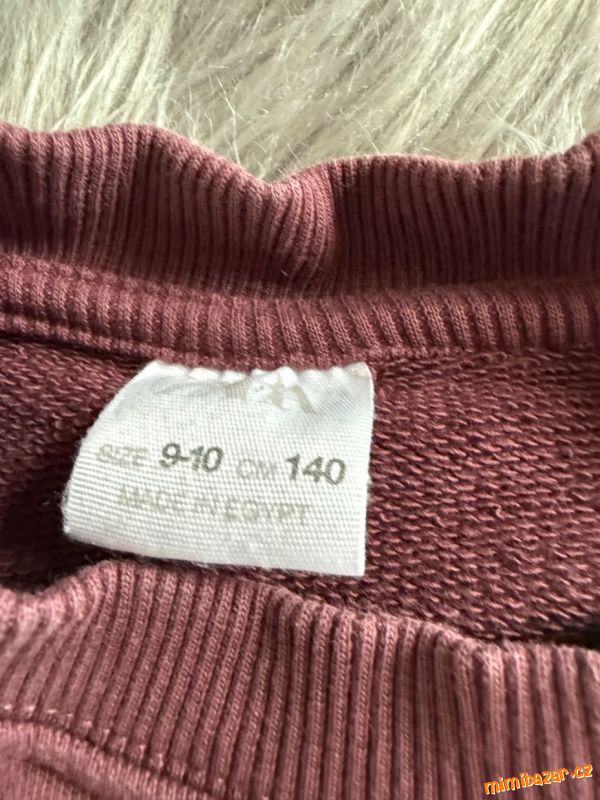 SIZE 9-10 CM 140
MADE IN EGYPT
mimibazar.cz